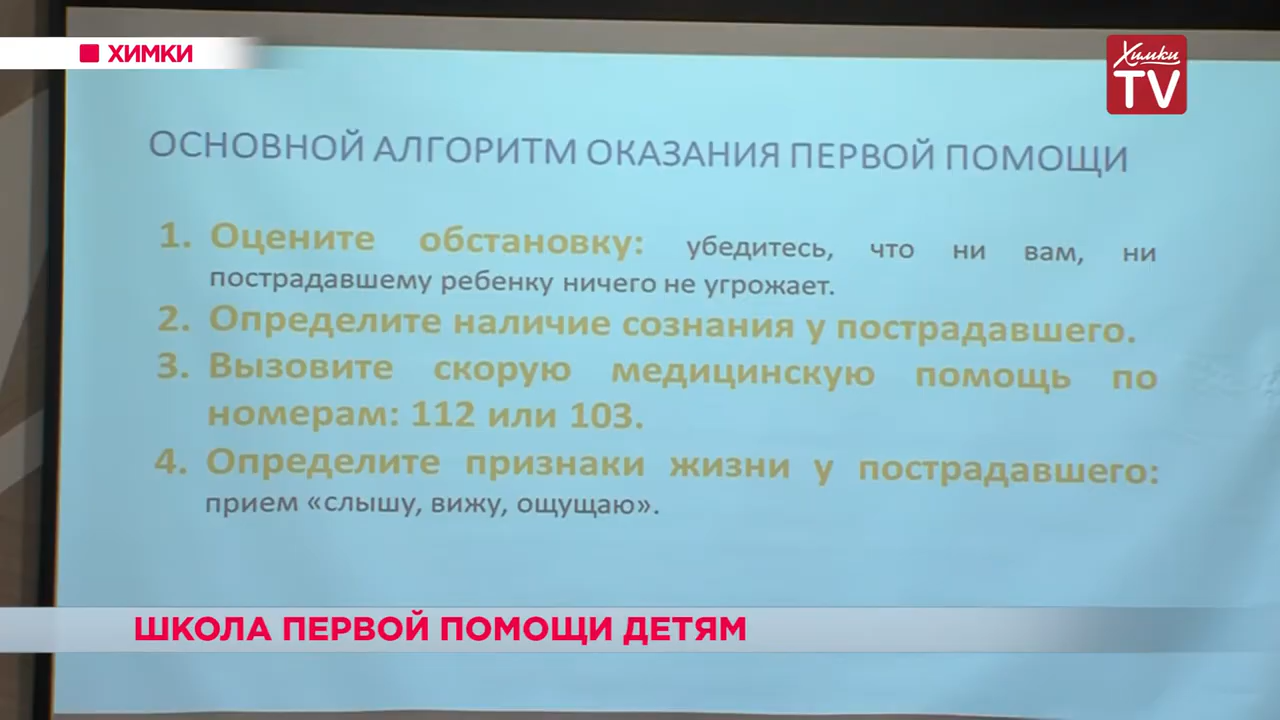 ХИМКИ
Химки
TV
ОСНОВНОЙ АЛГОРИТМ ОКАЗАНИЯ ПЕРВОЙ ПОМОЩИ
1. Оцените обстановку: убедитесь, что ни вам, ни
пострадавшему ребенку ничего не угрожает.
2. Определите наличие сознания у пострадавшего.
3. Вызовите скорую медицинскую помощь по
номерам: 112 или 103.
4. Определите признаки жизни у пострадавшего:
прием «слышу, вижу, ощущаю».
ШКОЛА ПЕРВОЙ ПОМОЩИ ДЕТЯМ